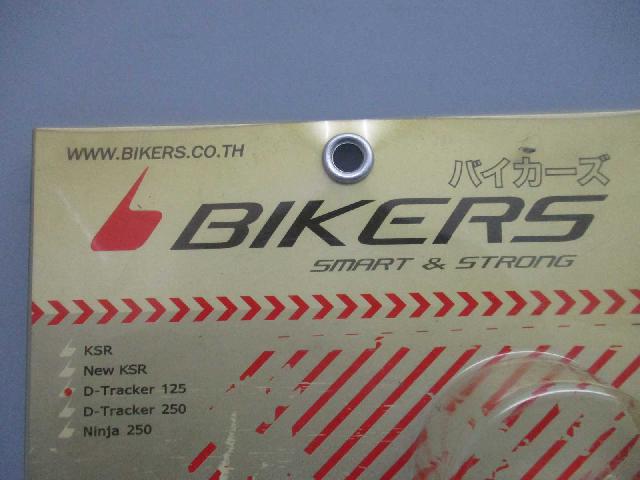 WWW.BIKERS.CO.TH
バイカーズ
BIKERS
SMART & STRONG
KSR
New KSR
D-Tracker 125
D-Tracker 250
Ninja 250